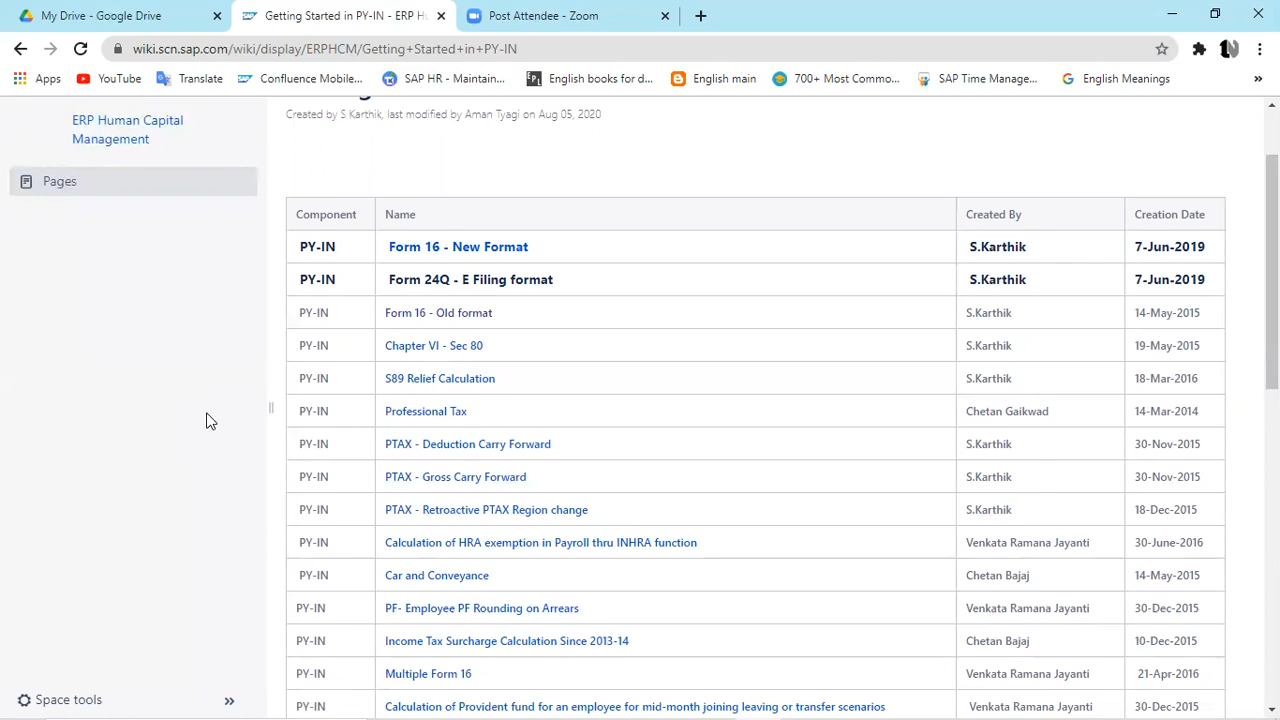 My Drive - Google Drive
Getting Started in PY-IN - ERP H
Post Attendee - Zoom
wiki.scn.sap.com/wiki/display/ERPHCM/Getting+Started+in+PY-IN
Apps
YouTube
Translate
Confluence Mobile...
SAP HR - Maintain...
English books for d...
English main
700+ Most Commo...
SAP Time Manage...
English Meanings
»
ERP Human Capital
Management
Pages
Created by S Karthik, last modified by Aman Tyagi on Aug 05, 2020
Component Name Created By Creation Date
PY-IN Form 16 - New Format S.Karthik 7-Jun-2019
PY-IN Form 24Q - E Filing format S.Karthik 7-Jun-2019
PY-IN Form 16 - Old format S.Karthik 14-May-2015
PY-IN Chapter VI - Sec 80 S.Karthik 19-May-2015
PY-IN S89 Relief Calculation S.Karthik 18-Mar-2016
PY-IN Professional Tax Chetan Gaikwad 14-Mar-2014
PY-IN PTAX - Deduction Carry Forward S.Karthik 30-Nov-2015
PY-IN PTAX - Gross Carry Forward S.Karthik 30-Nov-2015
PY-IN PTAX - Retroactive PTAX Region change S.Karthik 18-Dec-2015
PY-IN Calculation of HRA exemption in Payroll thru INHRA function Venkata Ramana Jayanti 30-June-2016
PY-IN Car and Conveyance Chetan Bajaj 14-May-2015
PY-IN PF- Employee PF Rounding on Arrears Venkata Ramana Jayanti 30-Dec-2015
PY-IN Income Tax Surcharge Calculation Since 2013-14 Chetan Bajaj 10-Dec-2015
PY-IN Multiple Form 16 Venkata Ramana Jayanti 21-Apr-2016
PY-IN Calculation of Provident fund for an employee for mid-month joining leaving or transfer scenarios Venkata Ramana Jayanti 30-Dec-2015
Space tools »